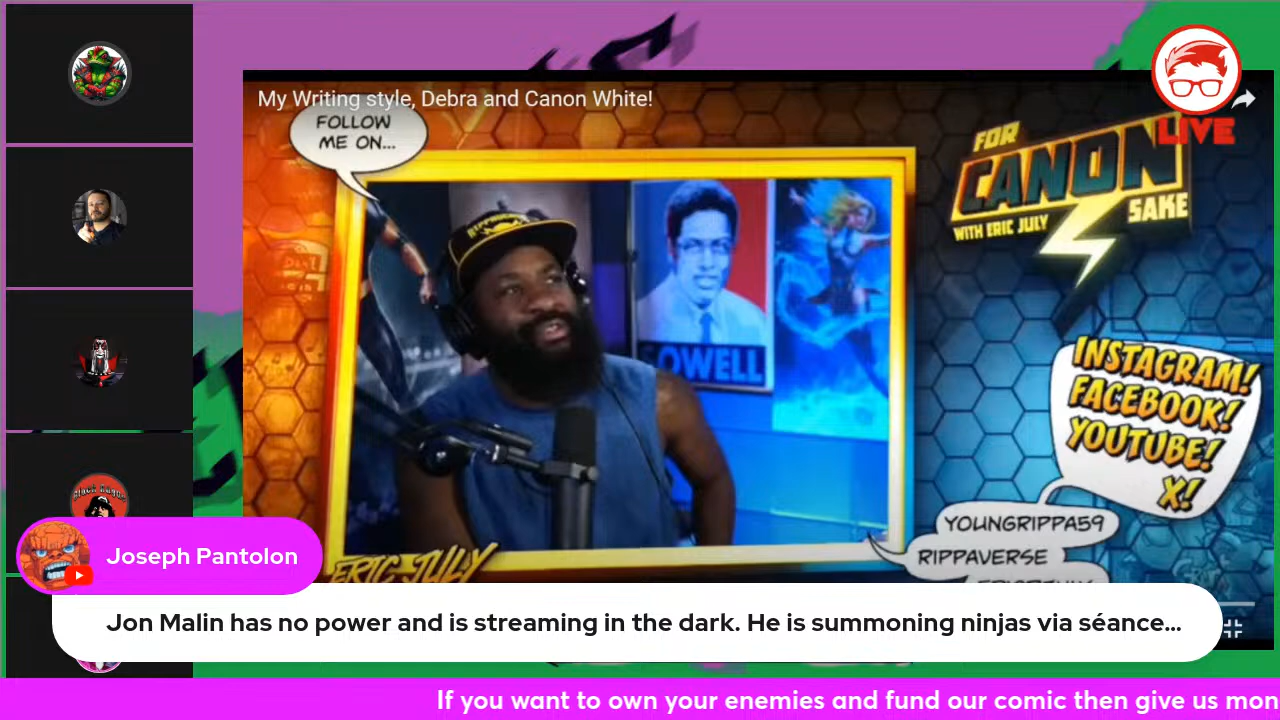 My Writing style, Debra and Canon White!
FOLLOW
ME ON...
LIVE
FOR
CANON
SAKE
WITH ERIC JULY
OWELL
INSTAGRAM!
FACEBOOK!
YOUTUBE!
X!
YOUNGRIPPA59
RIPPAVERSE
ERIC JULY
Joseph Pantolon
Jon Malin has no power and is streaming in the dark. He is summoning ninjas via séance...
If you want to own your enemies and fund our comic then give us mon